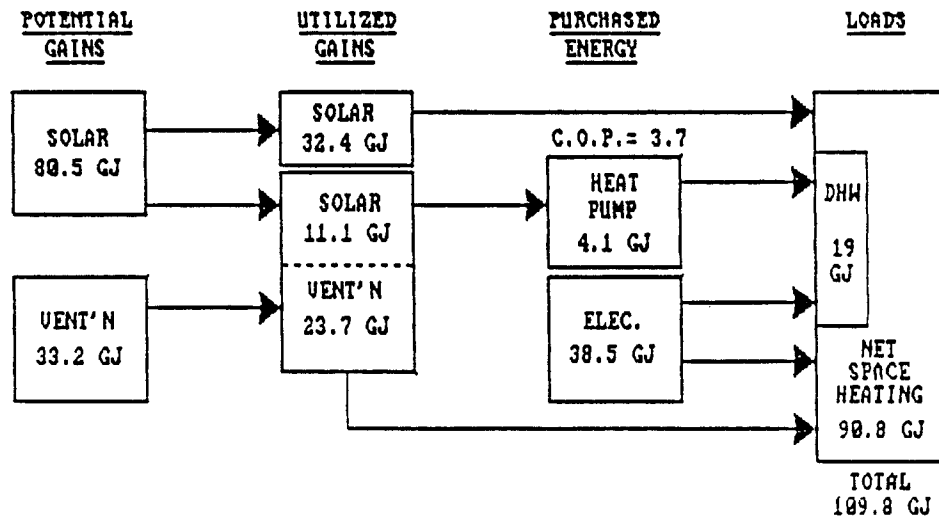 POTENTIAL
GAINS
UTILIZED
GAINS
PURCHASED
ENERGY
LOADS
SOLAR
80.5 GJ
VENT'N
33.2 GJ
SOLAR
32.4 GJ
SOLAR
11.1 GJ
VENT'N
23.7 GJ
C.O.P.= 3.7
HEAT
PUMP
4.1 GJ
ELEC.
38.5 GJ
DHW
19
GJ
NET
SPACE
HEATING
90.8 GJ
TOTAL
109.8 GJ